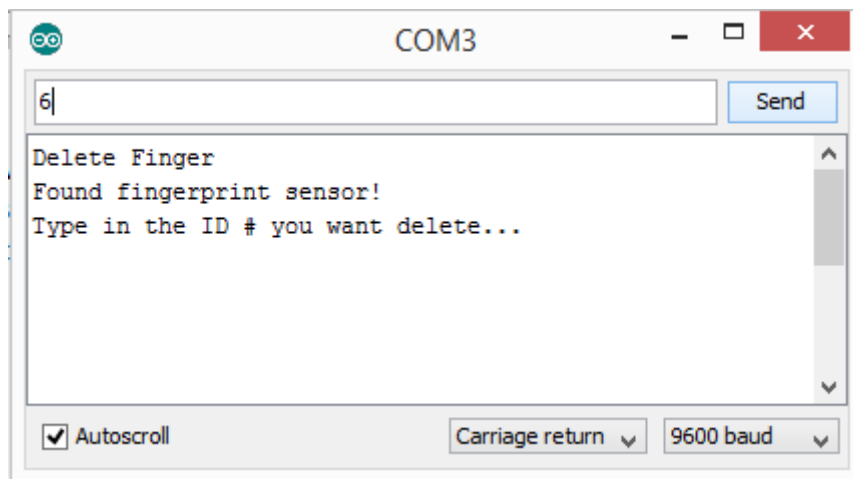 COM3
6
Send
Delete Finger
Found fingerprint sensor!
Type in the ID # you want delete...
Autoscroll
Carriage return
9600 baud